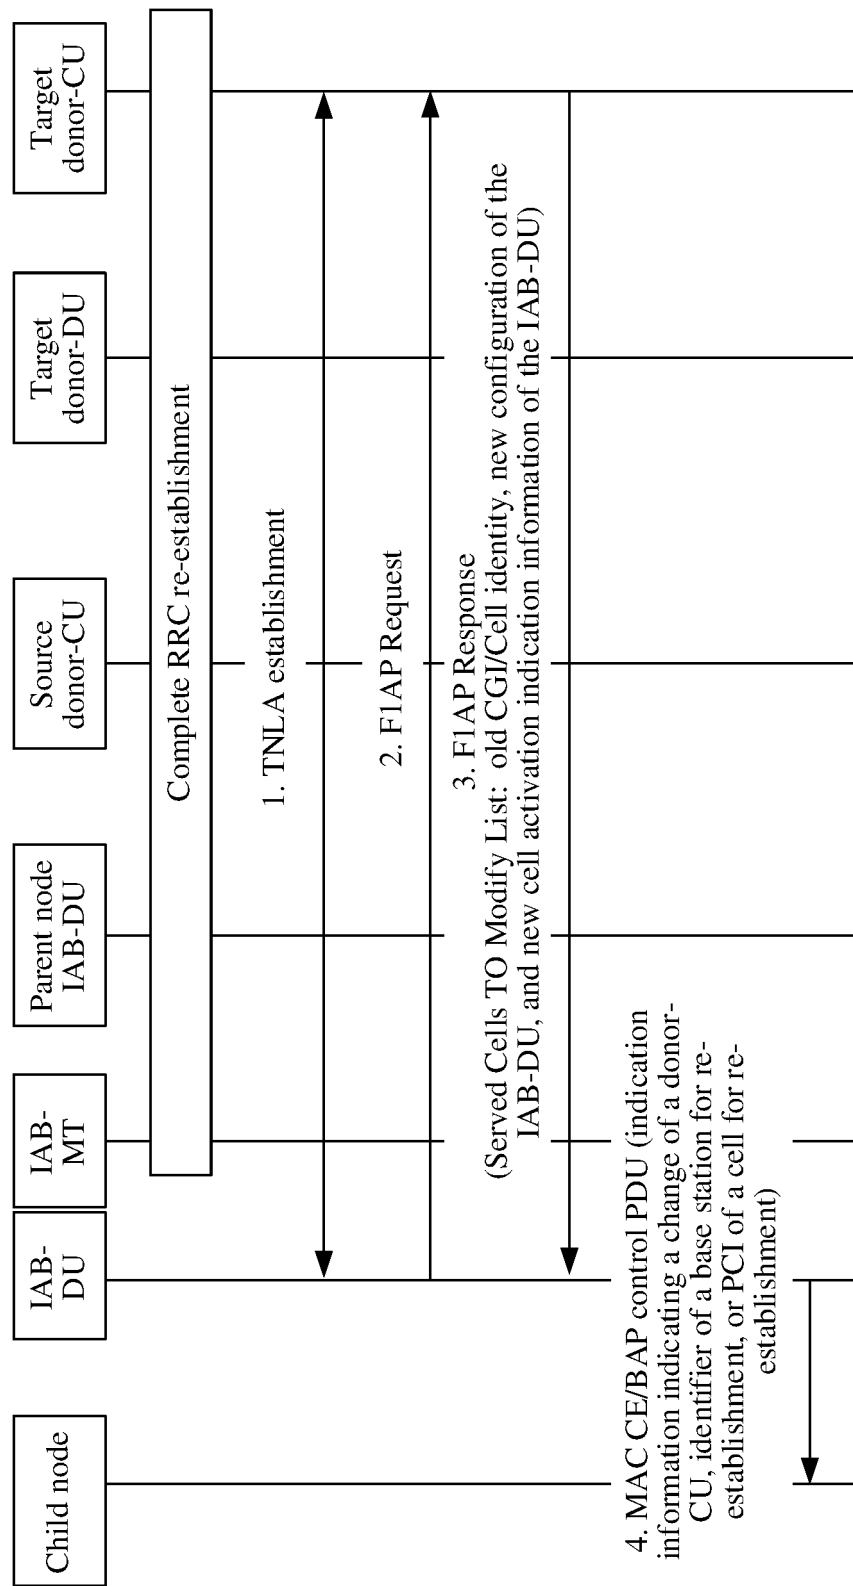 Child node
IAB-
DU
IAB-
MT
Parent node
IAB-DU
Source
donor-CU
Target
donor-DU
Target
donor-CU
Complete RRC re-establishment
1. TNLA establishment
2. F1AP Request
3. F1AP Response
(Served Cells TO Modify List: old CGI/Cell identity, new configuration of the
IAB-DU, and new cell activation indication information of the IAB-DU)
4. MAC CE/BAP control PDU (indication
information indicating a change of a donor-
CU, identifier of a base station for re-
establishment, or PCI of a cell for re-
establishment)